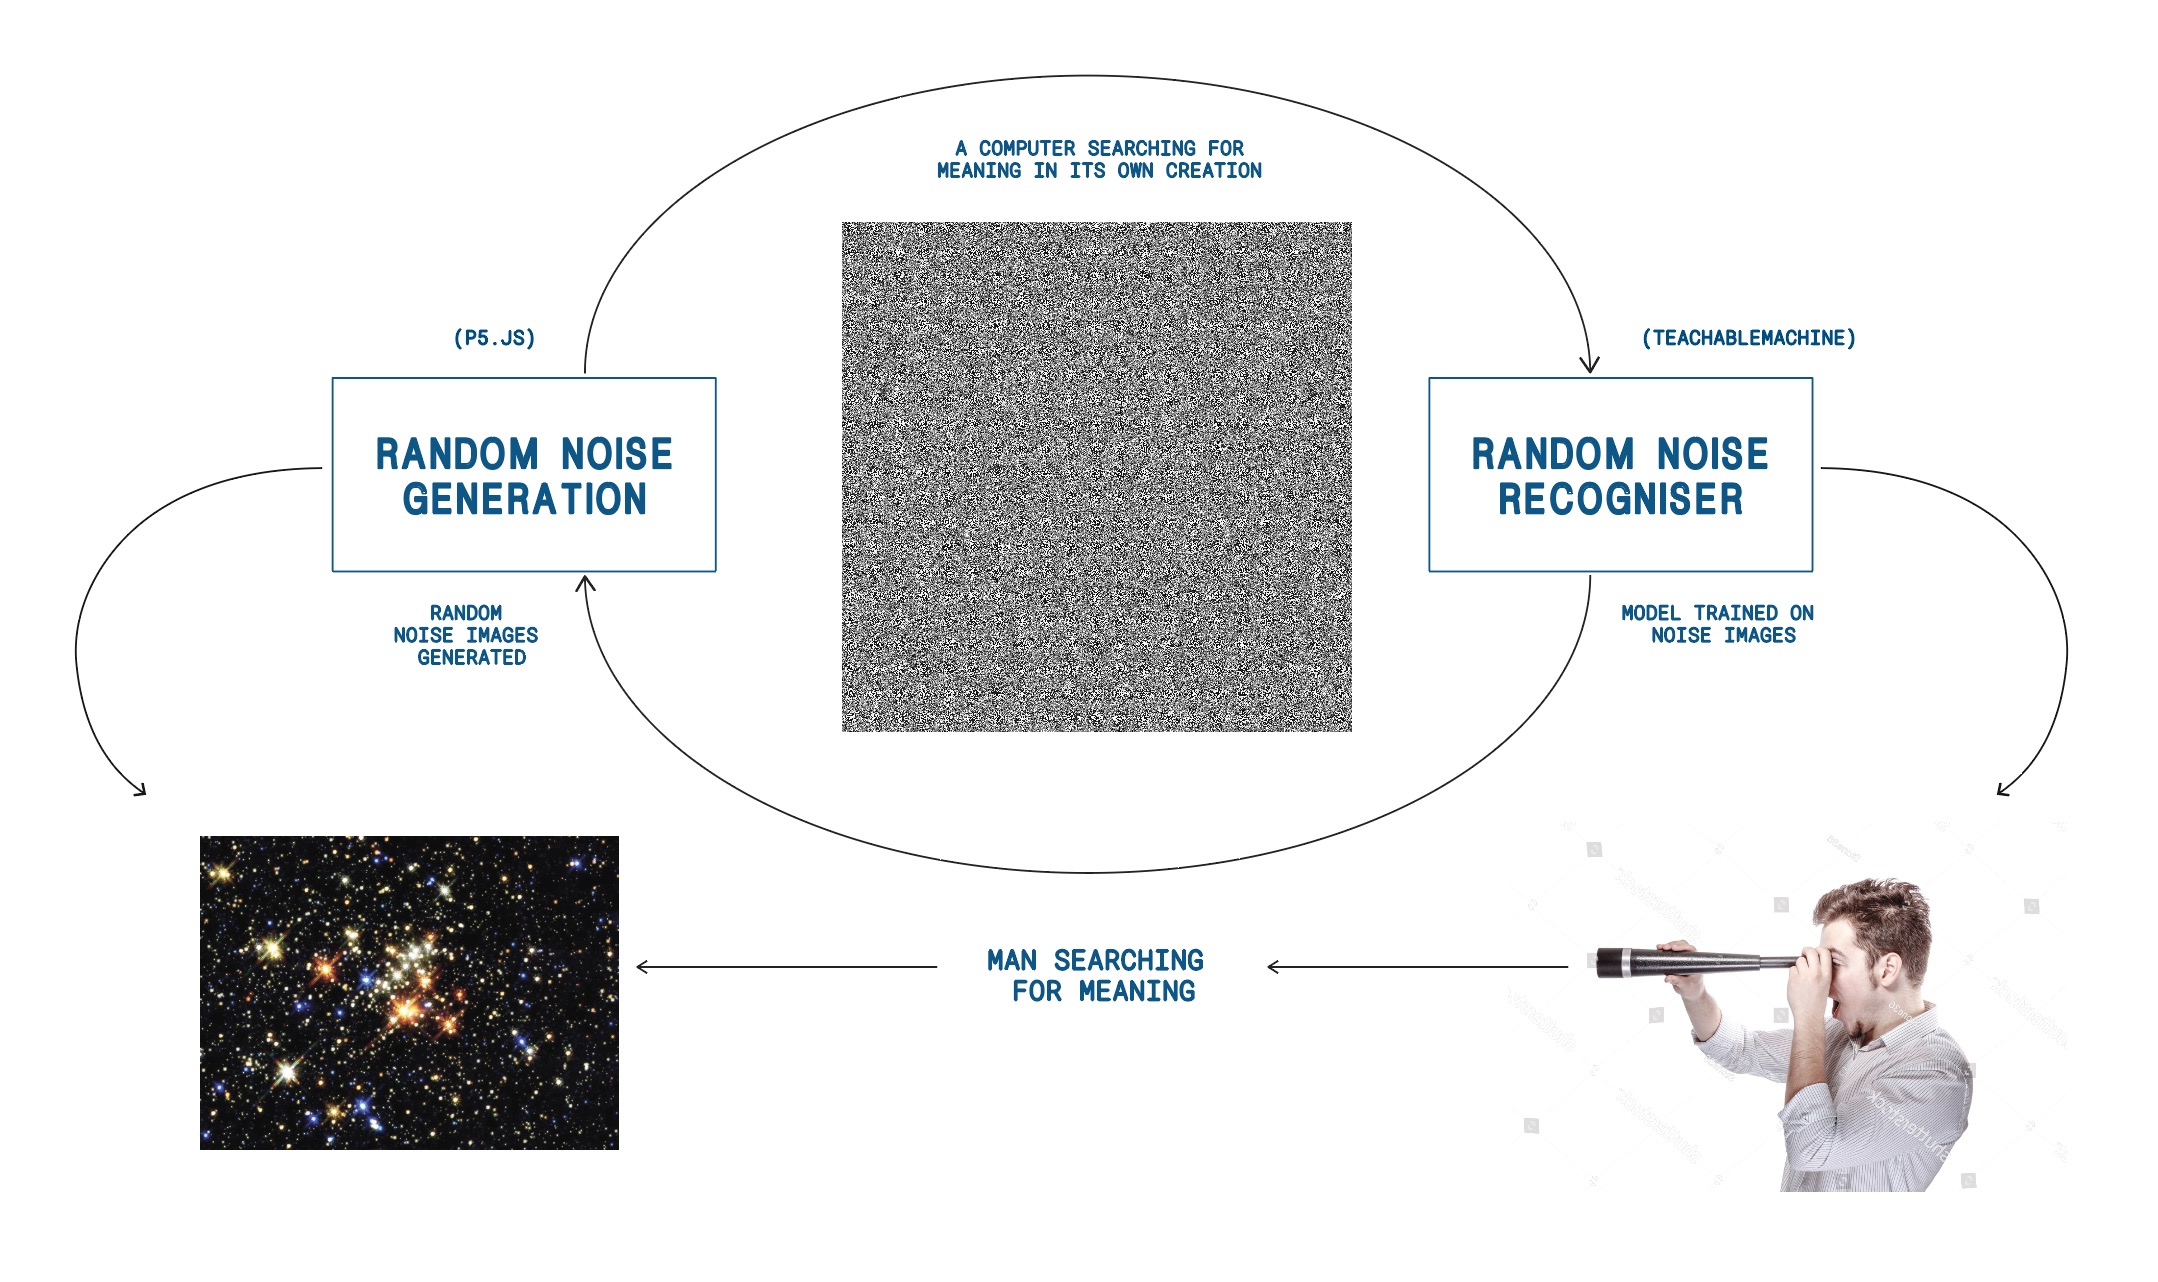 A COMPUTER SEARCHING FOR
MEANING IN ITS OWN CREATION
(P5.JS)
(TEACHABLEMACHINE)
RANDOM NOISE
GENERATION
RANDOM NOISE
RECOGNISER
RANDOM
NOISE IMAGES
GENERATED
MODEL TRAINED ON
NOISE IMAGES
MAN SEARCHING
FOR MEANING
shutterstock